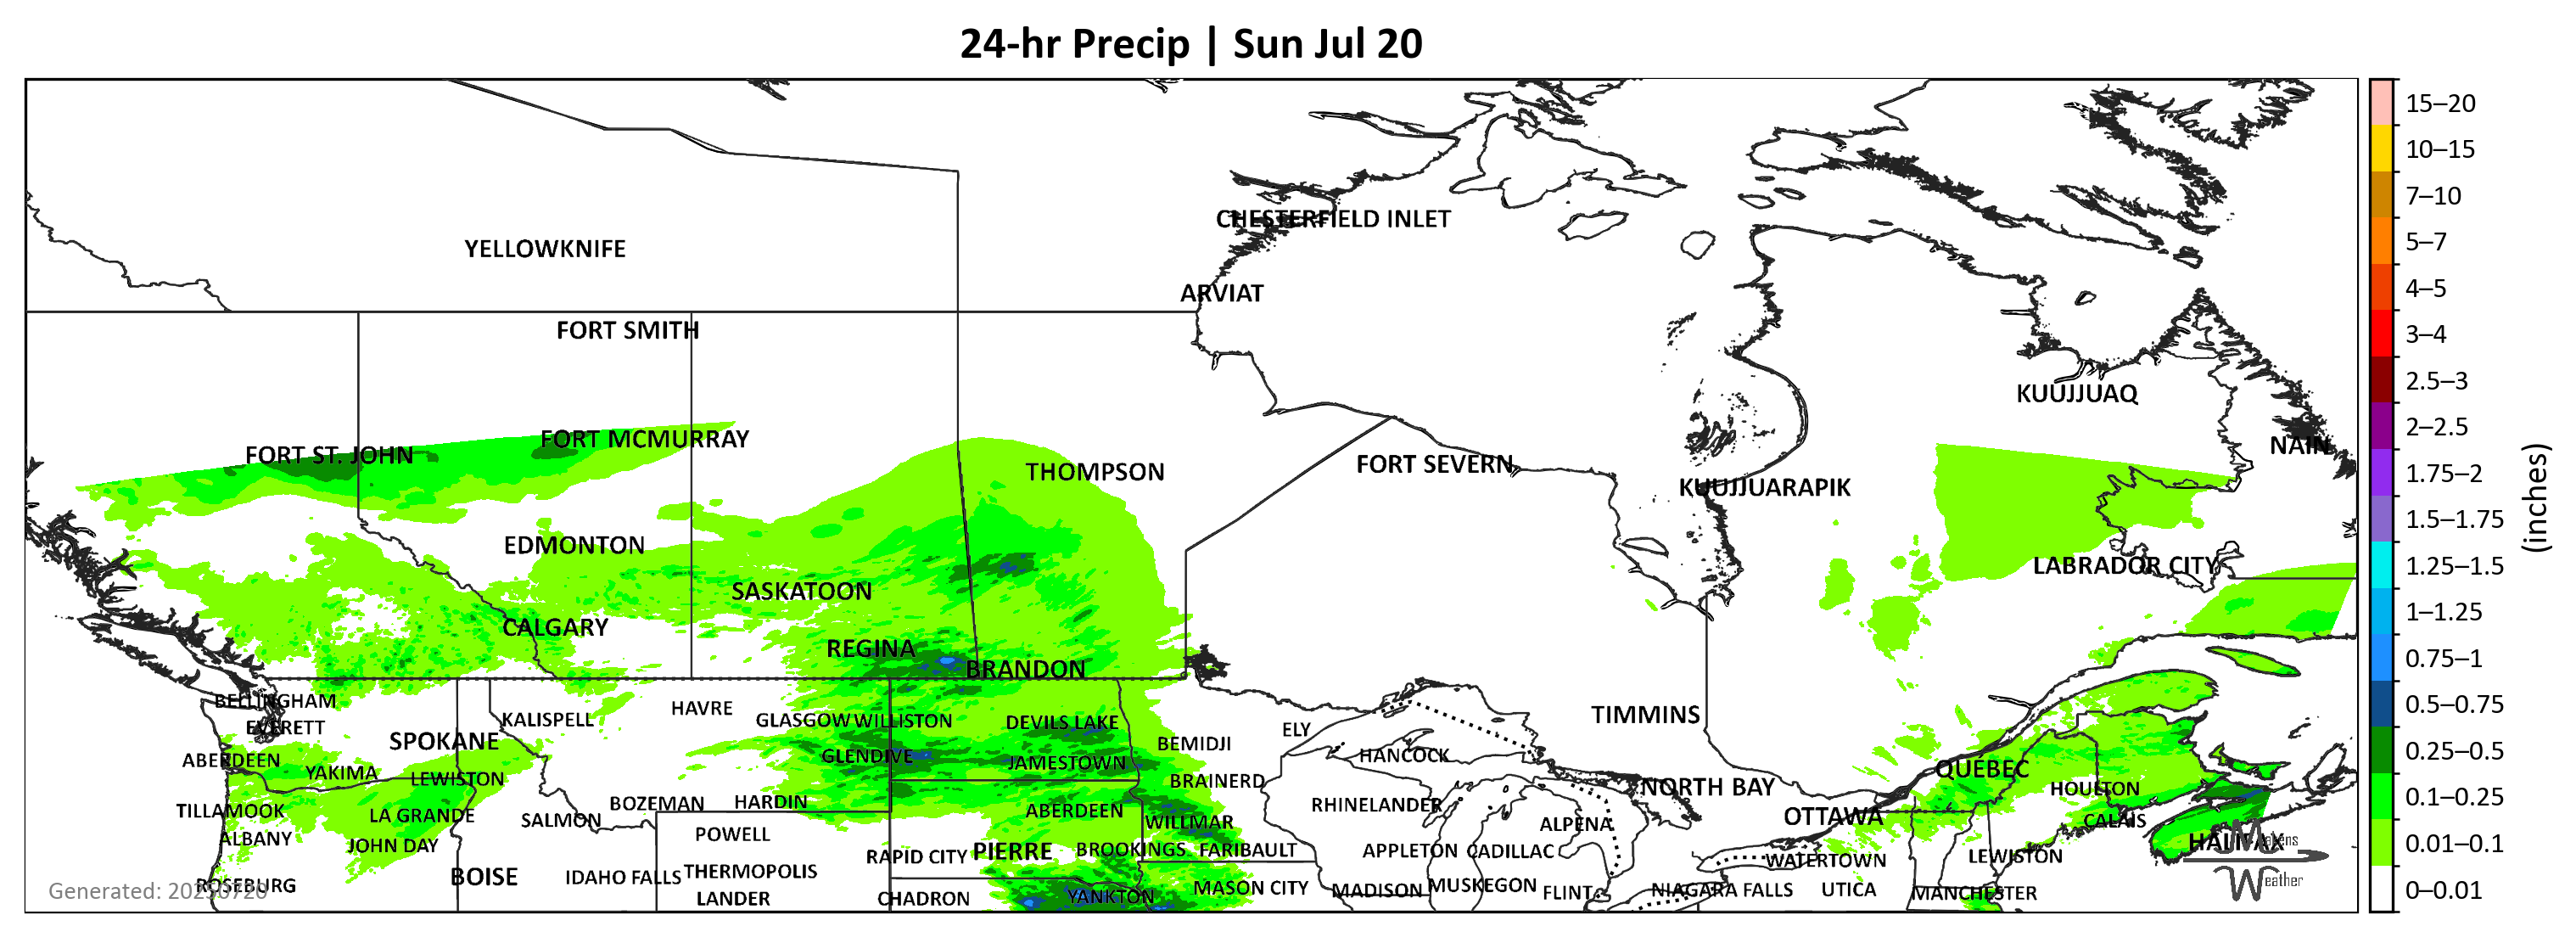 24-hr Precip | Sun Jul 20
YELLOWKNIFE
CHESTERFIELD INLET
ARVIAT
FORT SMITH
KUUJJUAQ
FORT MCMURRAY
NAIN
FORT ST. JOHN
THOMPSON
FORT SEVERN
KUUJJUARAPIK
EDMONTON
LABRADOR CITY
SASKATOON
CALGARY
REGINA
BRANDON
BELLINGHAM
HAVRE
KALISPELL
GLASGOW
WILLISTON
DEVILS LAKE
TIMMINS
EVERETT
ELY
SPOKANE
BEMIDJI
ABERDEEN
GLENDIVE
JAMESTOWN
HANCOCK
QUEBEC
YAKIMA
LEWISTON
BRAINERD
NORTH BAY
HOULTON
BOZEMAN
HARDIN
RHINELANDER
TILLAMOOK
LA GRANDE
SALMON
ABERDEEN
WILLMAR
ALPENA
OTTAWA
CALAIS
ALBANY
JOHN DAY
POWELL
HALIFAX
RAPID CITY
PIERRE
BROOKINGS
FARIBAULT
APPLETON
CADILLAC
WATERTOWN
LEWISTON
BOISE
IDAHO FALLS
THERMOPOLIS
ROSEBURG
MASON CITY
MADISON
MUSKEGON
FLINT
NIAGARA FALLS
UTICA
MANCHESTER
LANDER
CHADRON
YANKTON
Generated: 20250720
Weather
15–20
10–15
7–10
5–7
4–5
3–4
2.5–3
2–2.5
1.75–2
1.5–1.75
1.25–1.5
1–1.25
0.75–1
0.5–0.75
0.25–0.5
0.1–0.25
0.01–0.1
0–0.01
(inches)